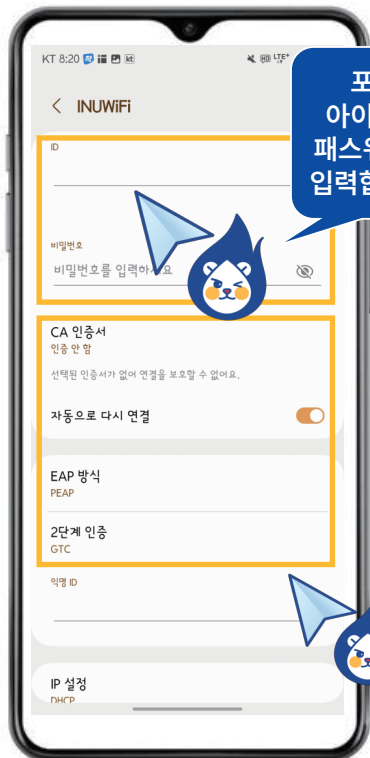 KT 8:20
LTE+
INUWiFi
포
아이
패스워
입력합
ID
비밀번호
비밀번호를 입력하세요
CA 인증서
인증 안 함
선택된 인증서가 없어 연결을 보호할 수 없어요.
자동으로 다시 연결
EAP 방식
PEAP
2단계 인증
GTC
익명 ID
IP 설정
DHCP